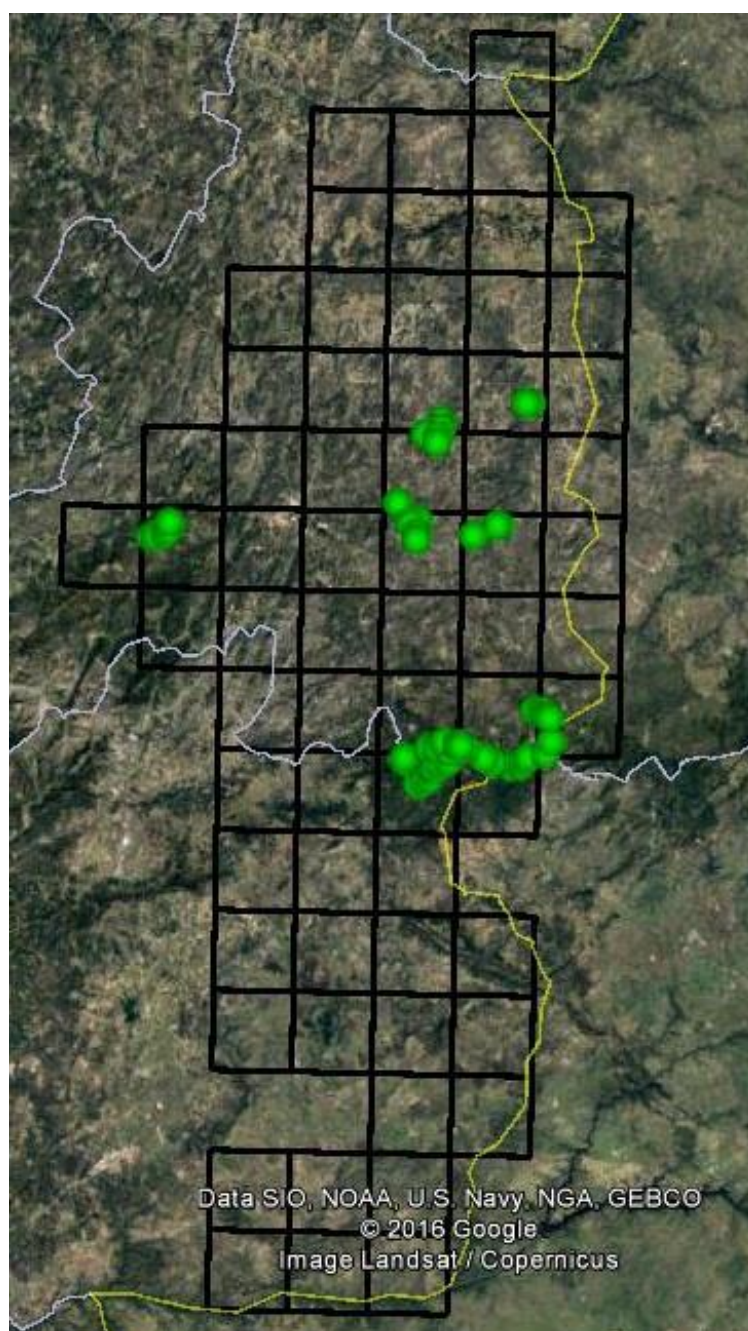 Data SIO, NOAA, U.S. Navy, NGA, GEBCO
© 2016 Google
Image Landsat / Copernicus